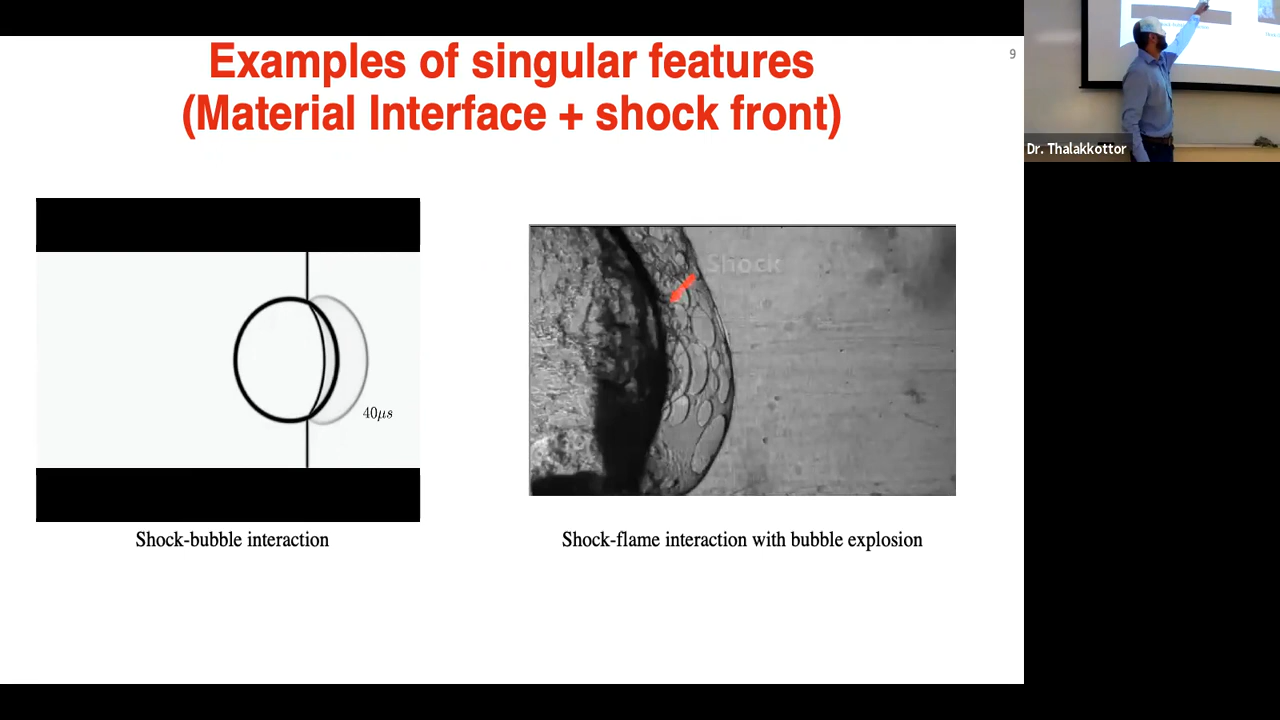 Examples of singular features
(Material Interface + shock front)
9
Dr. Thalakkottor
Shock
40μs
Shock-bubble interaction
Shock-flame interaction with bubble explosion